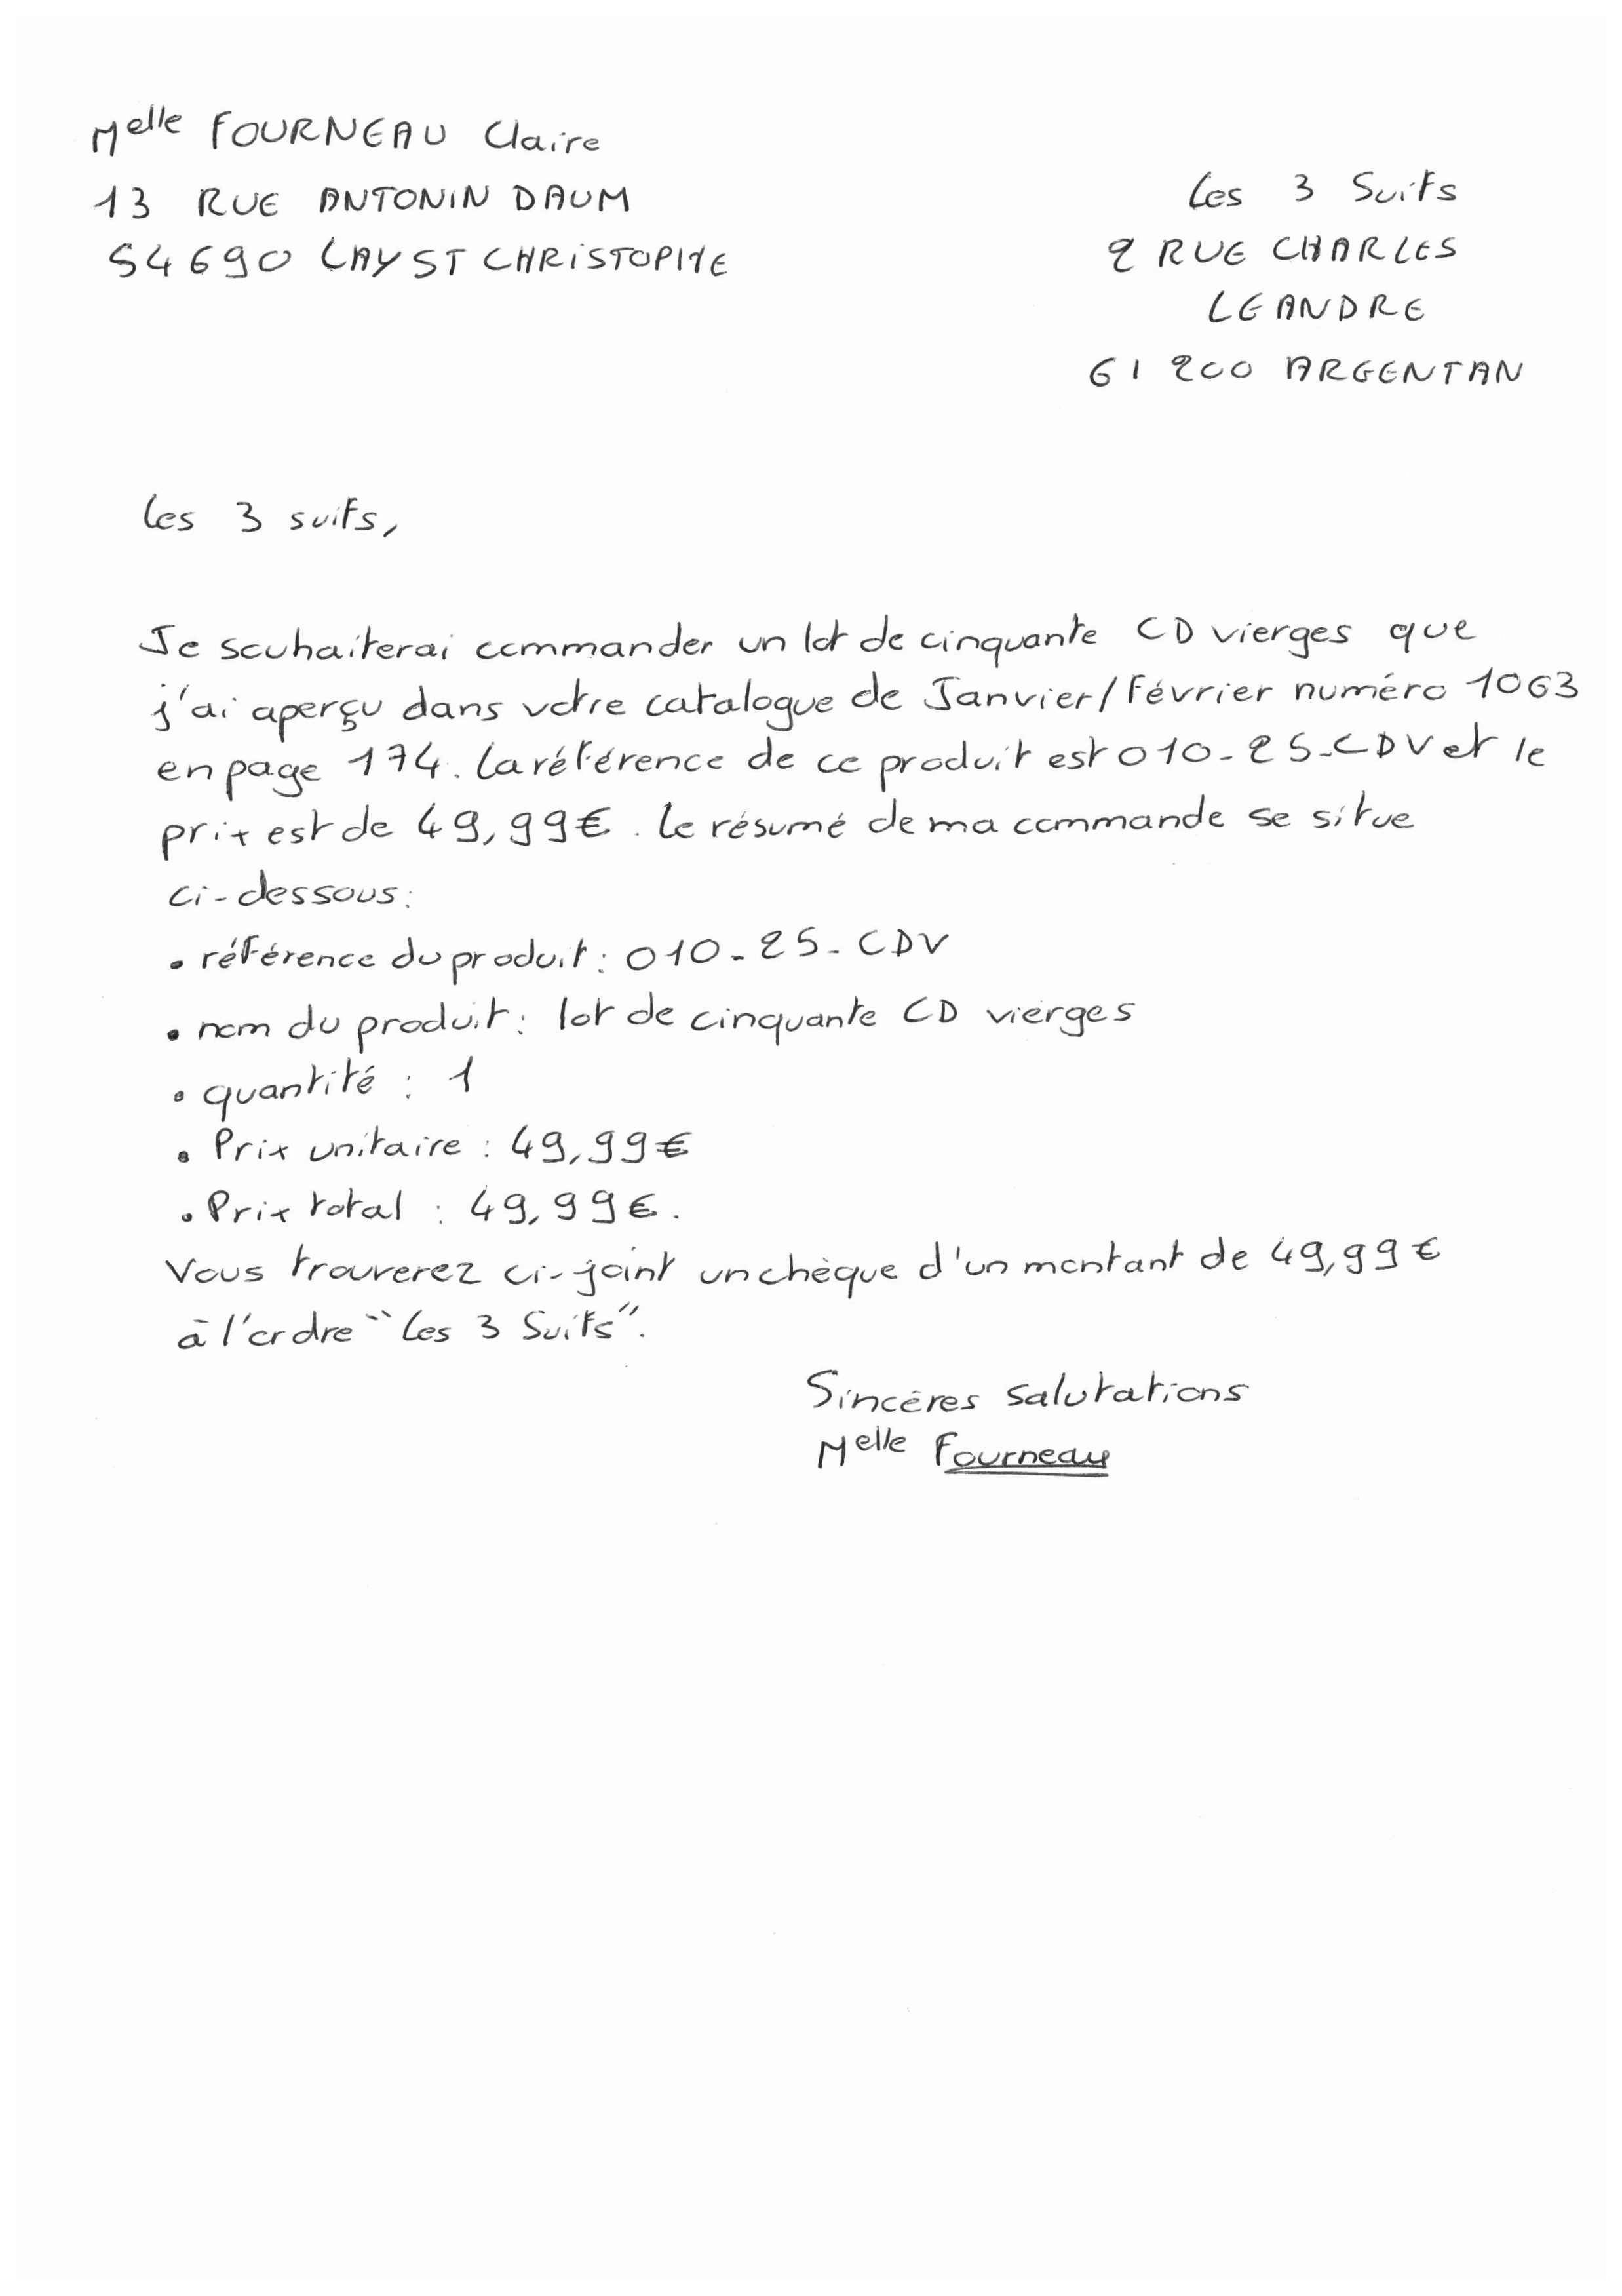 Melle FOURNEAU Claire
13 RUE ANTONIN DAUM
54690 LAY ST CHRISTOPHE
Les 3 Suits
2 RUE CHARLES
LEANDRE
61200 ARGENTAN
Les 3 suits,
Je souhaiterai commander un lot de cinquante CD vierges que
j'ai aperçu dans votre catalogue de Janvier/Février numéro 1063
en page 174. La référence de ce produit est 010-25-CDV et le
prix est de 49,99€. Le résumé de ma commande se situe
ci-dessous:
• référence du produit : 010-25-CDV
• nom du produit : lot de cinquante CD vierges
• quantité : 1
• Prix unitaire : 49,99€
• Prix total : 49,99€.
Vous trouverez ci-joint un chèque d'un montant de 49,99€
à l'ordre "Les 3 Suits".
Sincères salutations
Melle Fourneau